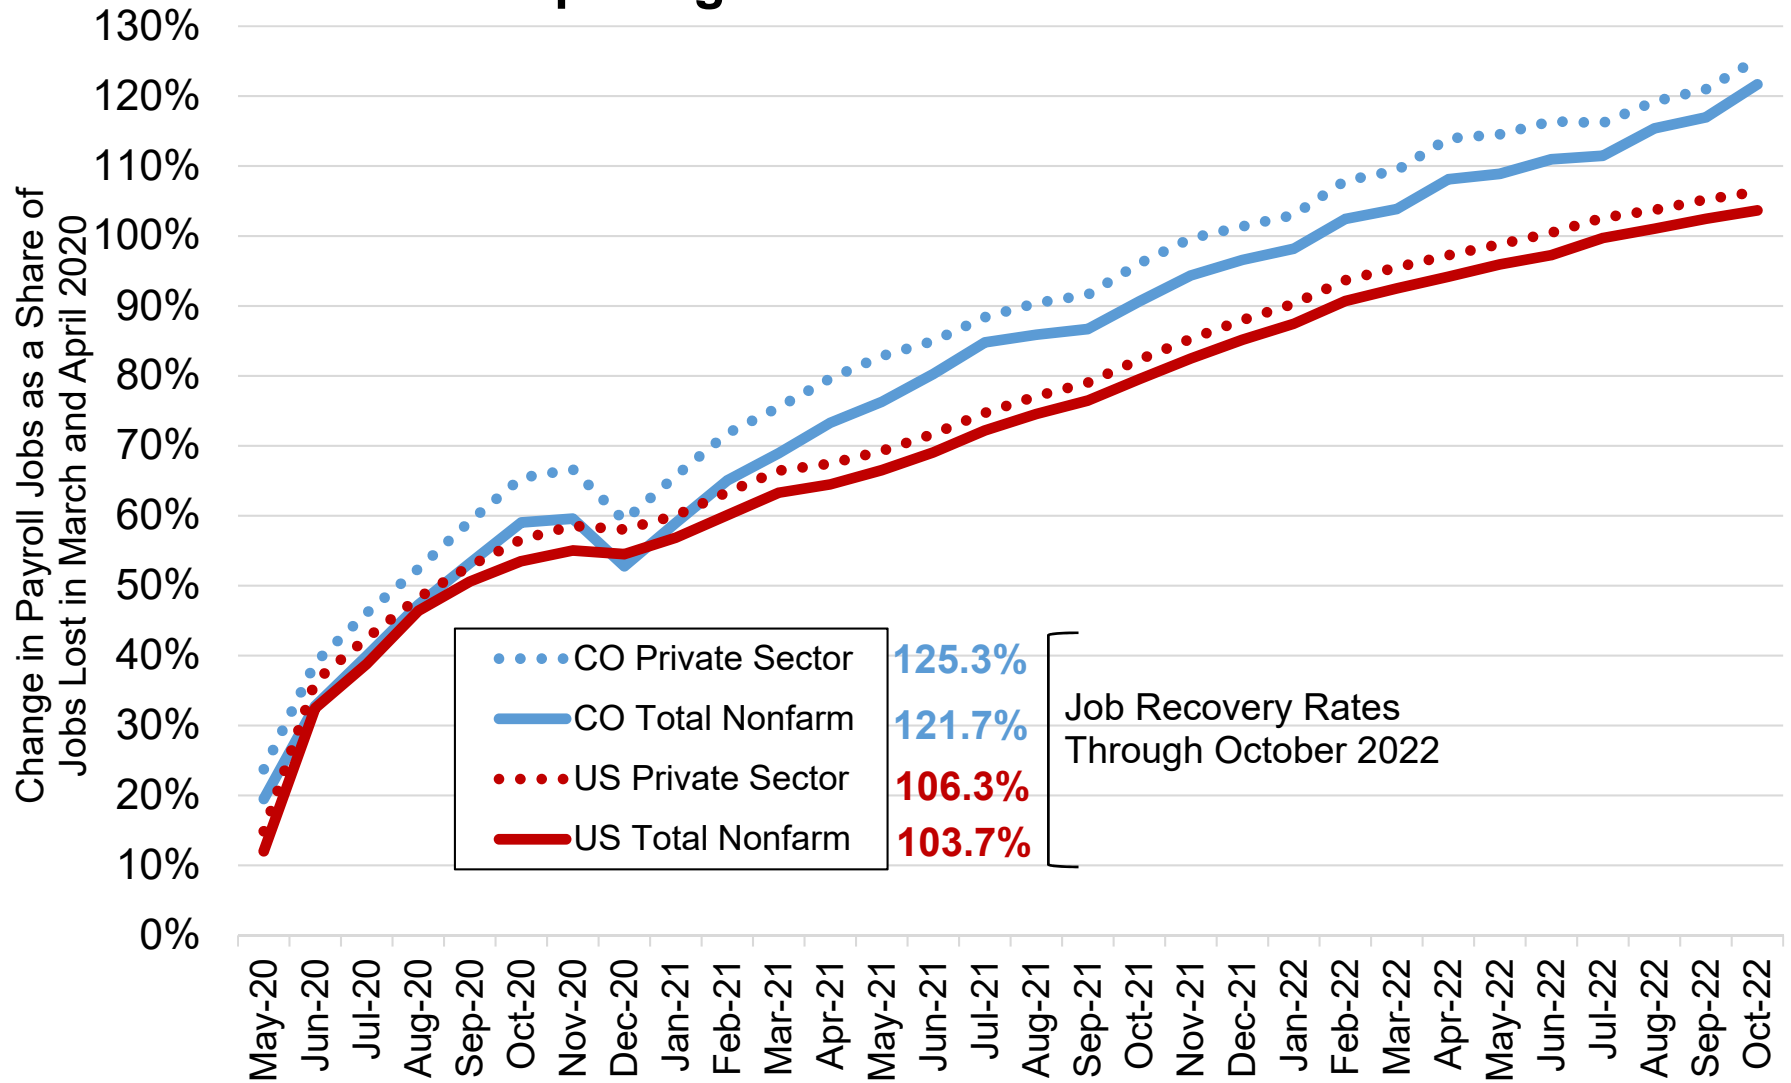 130%
120%
110%
100%
90%
80%
70%
60%
50%
40%
30%
20%
10%
0%
Change in Payroll Jobs as a Share of
Jobs Lost in March and April 2020
CO Private Sector 125.3%
CO Total Nonfarm 121.7%
US Private Sector 106.3%
US Total Nonfarm 103.7%
Job Recovery Rates
Through October 2022
May-20
Jun-20
Jul-20
Aug-20
Sep-20
Oct-20
Nov-20
Dec-20
Jan-21
Feb-21
Mar-21
Apr-21
May-21
Jun-21
Jul-21
Aug-21
Sep-21
Oct-21
Nov-21
Dec-21
Jan-22
Feb-22
Mar-22
Apr-22
May-22
Jun-22
Jul-22
Aug-22
Sep-22
Oct-22